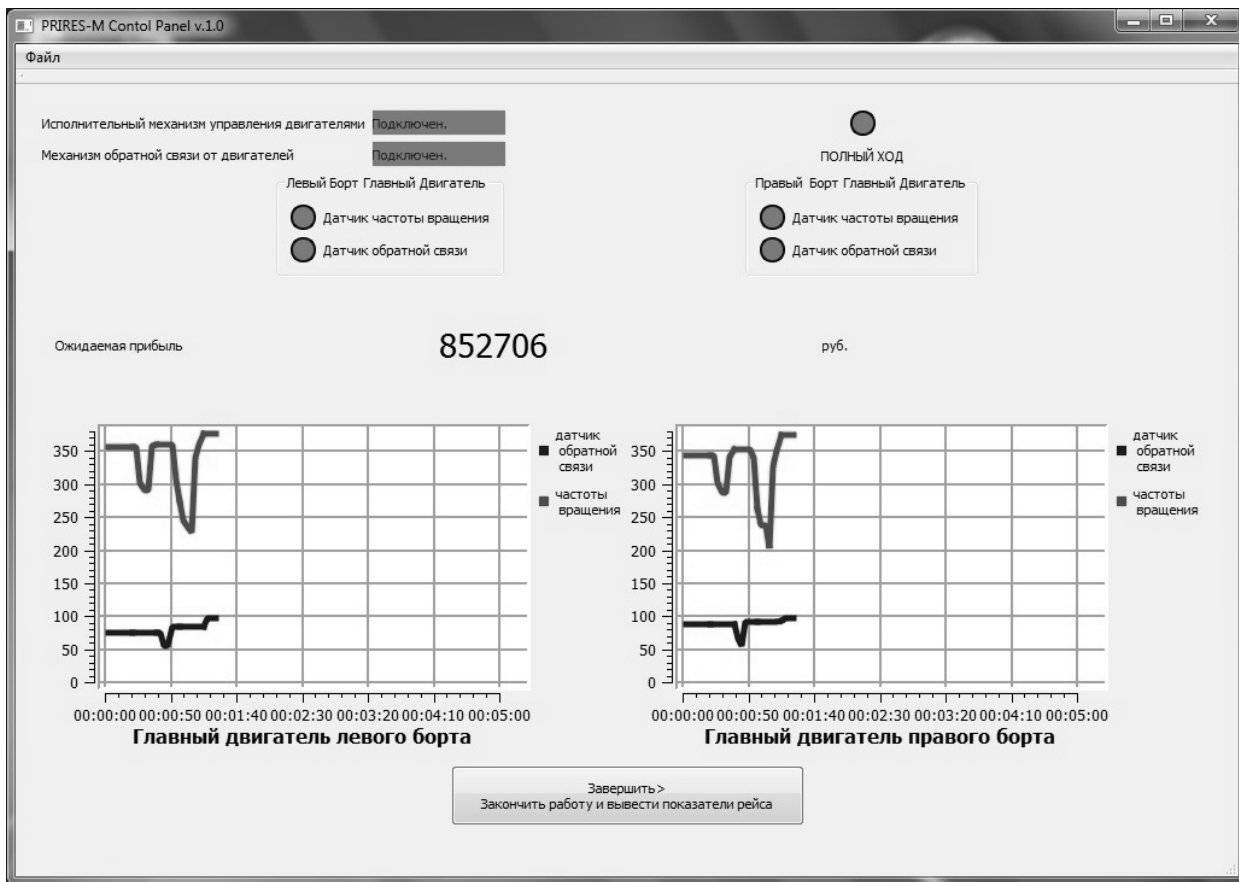 PRIRES-M Contol Panel v.1.0
Файл
Исполнительный механизм управления двигателями Подключен.
Механизм обратной связи от двигателей Подключен.
ПОЛНЫЙ ХОД
Левый Борт Главный Двигатель
Датчик частоты вращения
Датчик обратной связи
Правый Борт Главный Двигатель
Датчик частоты вращения
Датчик обратной связи
Ожидаемая прибыль 852706 руб.
350
300
250
200
150
100
50
0
00:00:00 00:00:50 00:01:40 00:02:30 00:03:20 00:04:10 00:05:00
Главный двигатель левого борта
датчик
обратной
связи
частоты
вращения
350
300
250
200
150
100
50
0
00:00:00 00:00:50 00:01:40 00:02:30 00:03:20 00:04:10 00:05:00
Главный двигатель правого борта
датчик
обратной
связи
частоты
вращения
Завершить>
Закончить работу и вывести показатели рейса